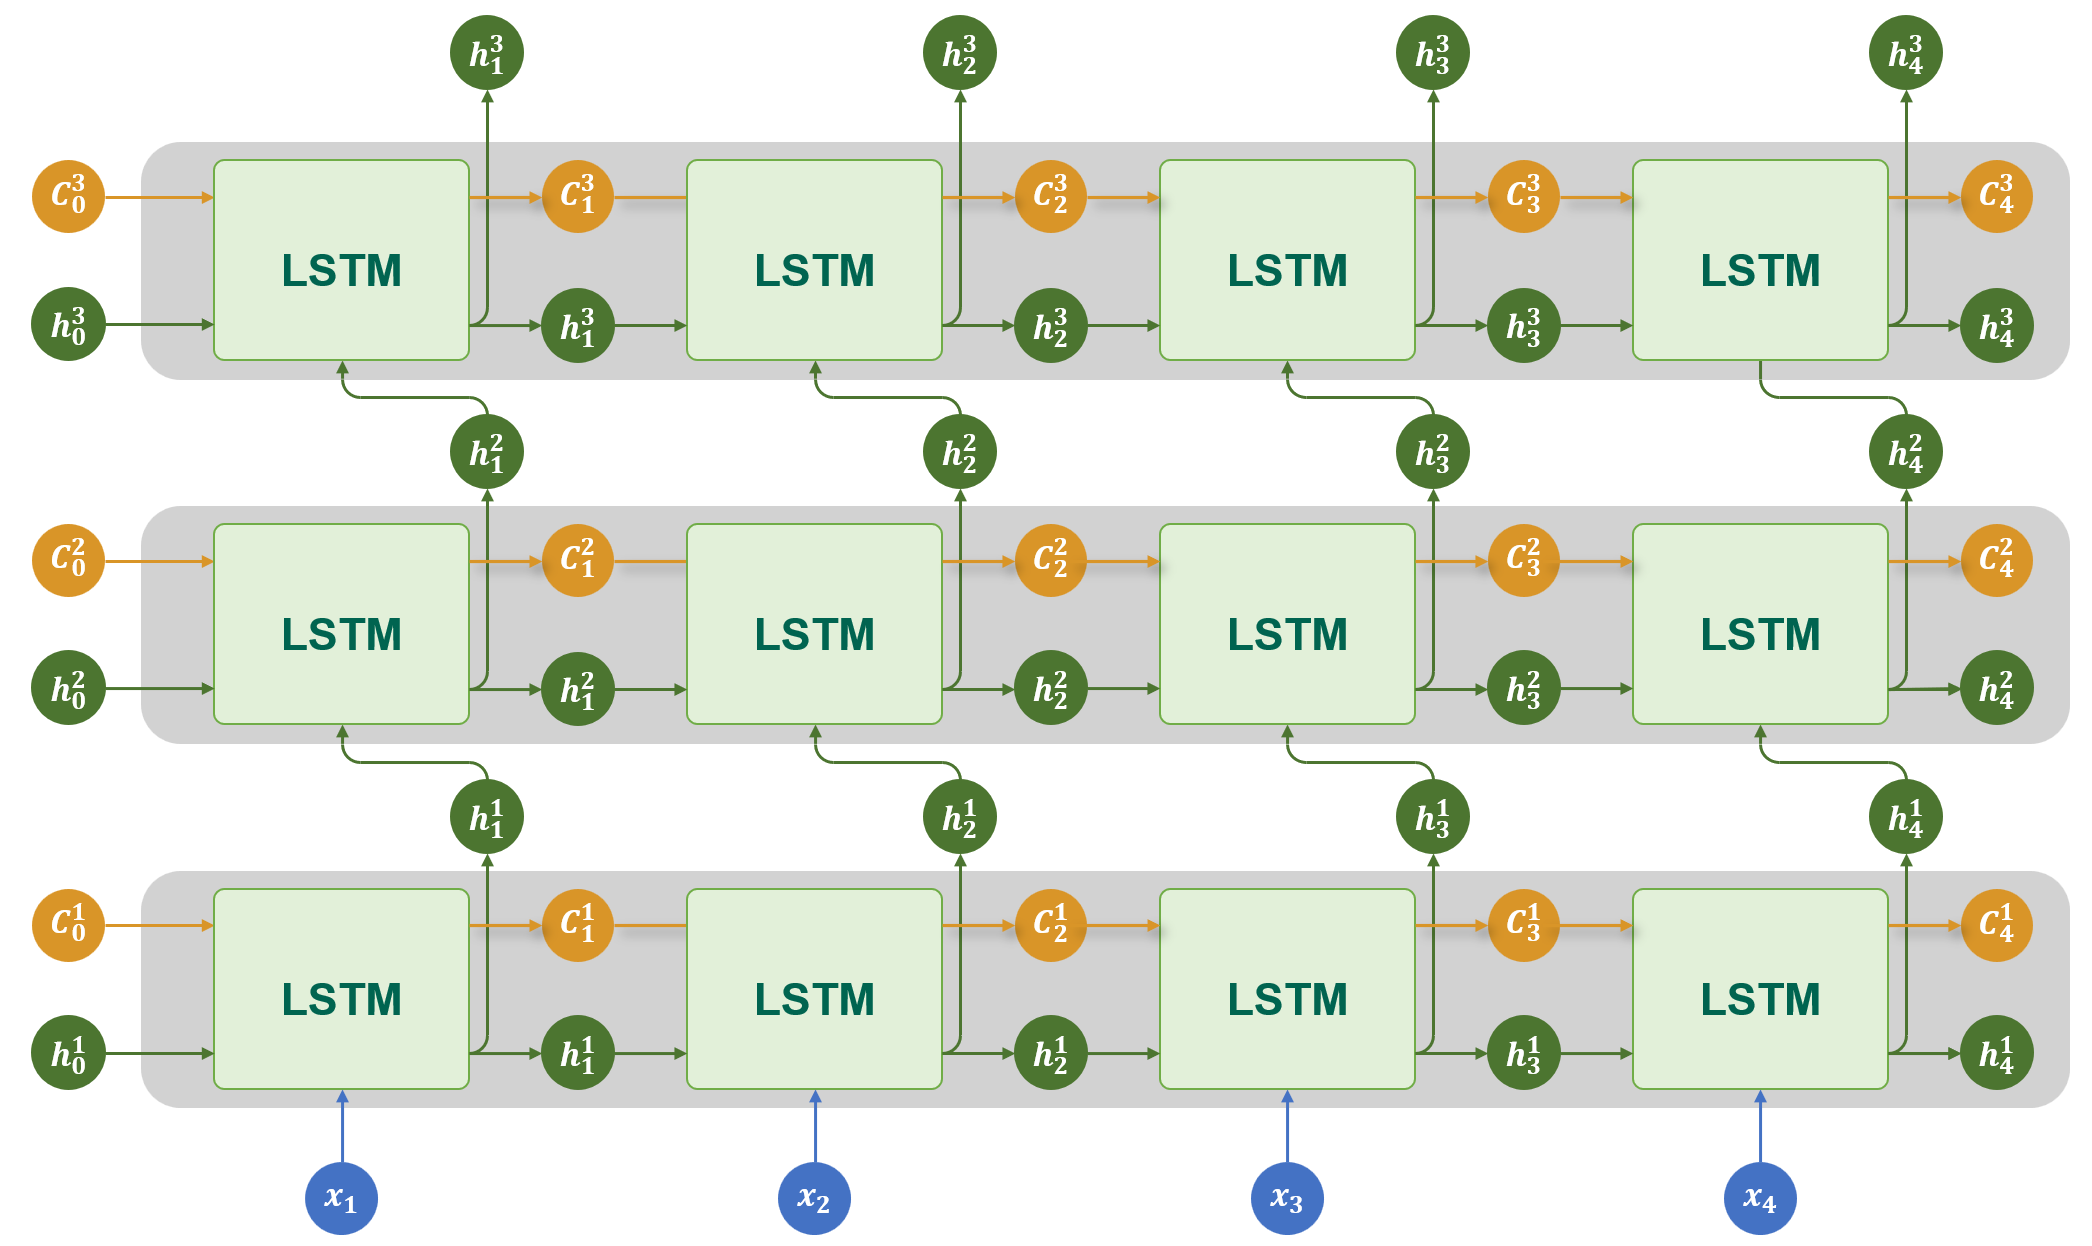 h_1^3 h_2^3 h_3^3 h_4^3
C_0^3 C_1^3 C_2^3 C_3^3 C_4^3
LSTM LSTM LSTM LSTM
h_0^3 h_1^3 h_2^3 h_3^3 h_4^3
h_1^2 h_2^2 h_3^2 h_4^2
C_0^2 C_1^2 C_2^2 C_3^2 C_4^2
LSTM LSTM LSTM LSTM
h_0^2 h_1^2 h_2^2 h_3^2 h_4^2
h_1^1 h_2^1 h_3^1 h_4^1
C_0^1 C_1^1 C_2^1 C_3^1 C_4^1
LSTM LSTM LSTM LSTM
h_0^1 h_1^1 h_2^1 h_3^1 h_4^1
x_1 x_2 x_3 x_4